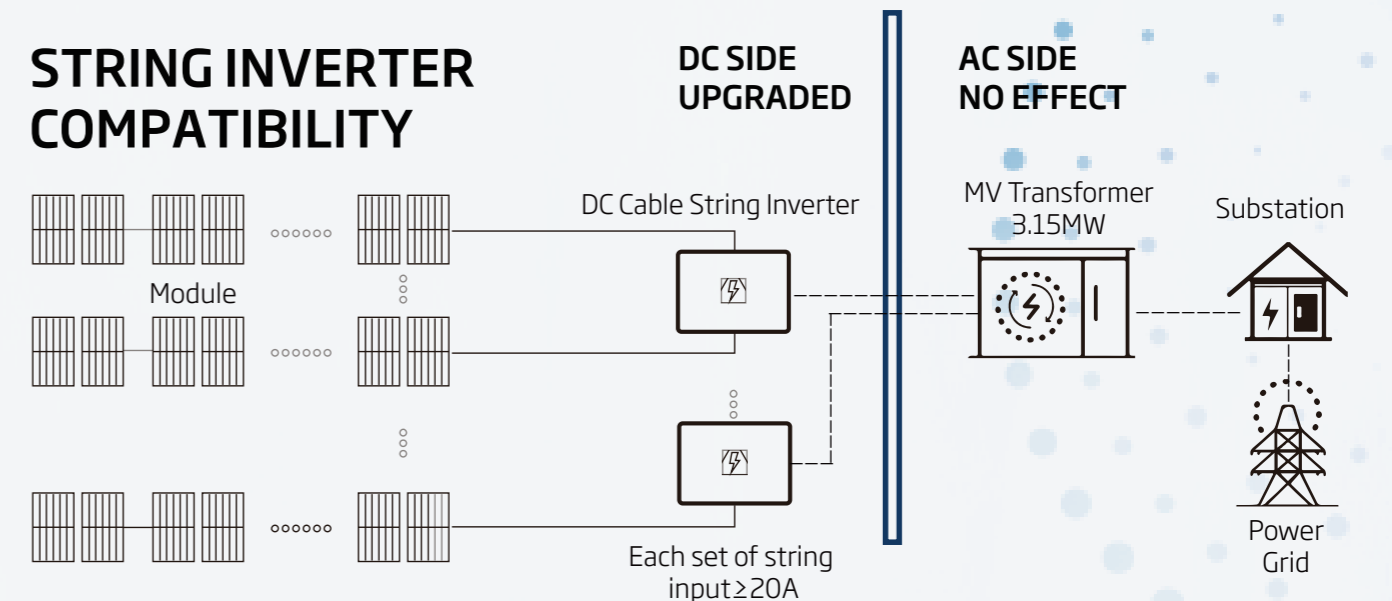 STRING INVERTER
COMPATIBILITY
DC SIDE
UPGRADED
AC SIDE
NO EFFECT
DC Cable String Inverter
MV Transformer
3.15MW
Substation
Module
Each set of string
input≥20A
Power
Grid